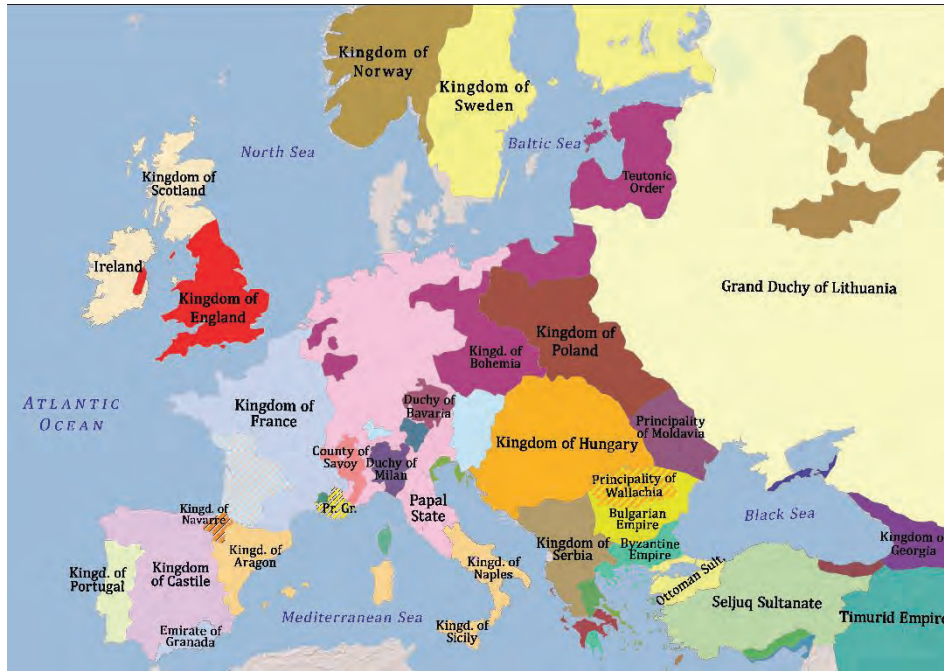 Kingdom of
Norway
Kingdom of
Sweden
North Sea
Baltic Sea
Kingdom of
Scotland
Teutonic
Order
Ireland
Kingdom of
England
Grand Duchy of Lithuania
Kingdom of
Poland
Kingd. of
Bohemia
ATLANTIC
OCEAN
Kingdom of
France
Duchy of
Bavaria
Principality
of Moldavia
Kingdom of Hungary
County of
Savoy
Duchy of
Milan
Principality of
Wallachia
Papal
State
Pr. Gr.
Kingd. of
Navarre
Bulgarian
Empire
Black Sea
Byzantine
Empire
Kingdom of
Georgia
Kingdom of
Serbia
Kingd. of
Aragon
Kingdom
of Castile
Kingd. of
Portugal
Kingd. of
Naples
Ottoman Sult.
Seljuq Sultanate
Timurid Empire
Mediterranean Sea
Kingd. of
Sicily
Emirate of
Granada